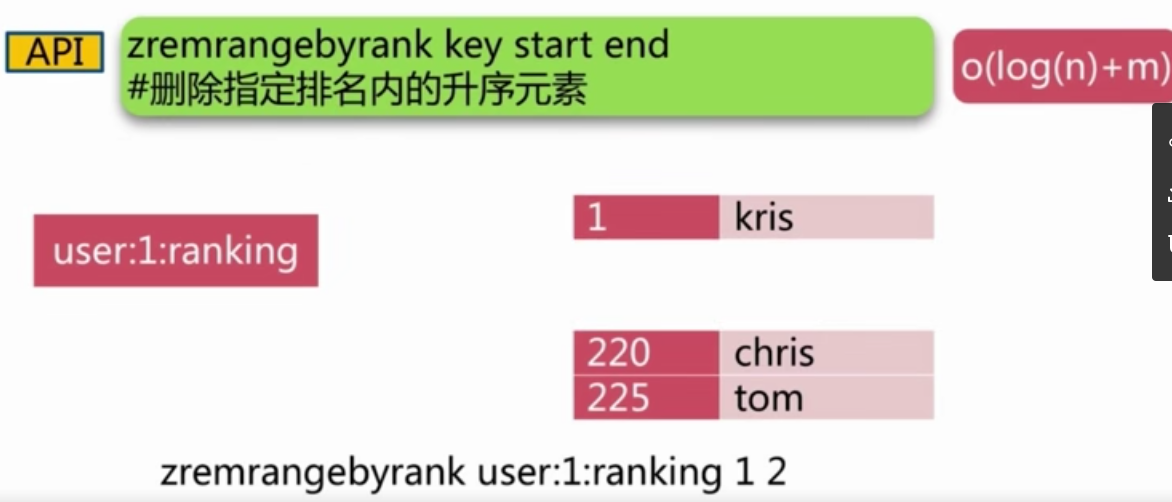 API
zremrangebyrank key start end
#删除指定排名内的升序元素
o(log(n)+m)
user:1:ranking
1 kris
220 chris
225 tom
zremrangebyrank user:1:ranking 1 2